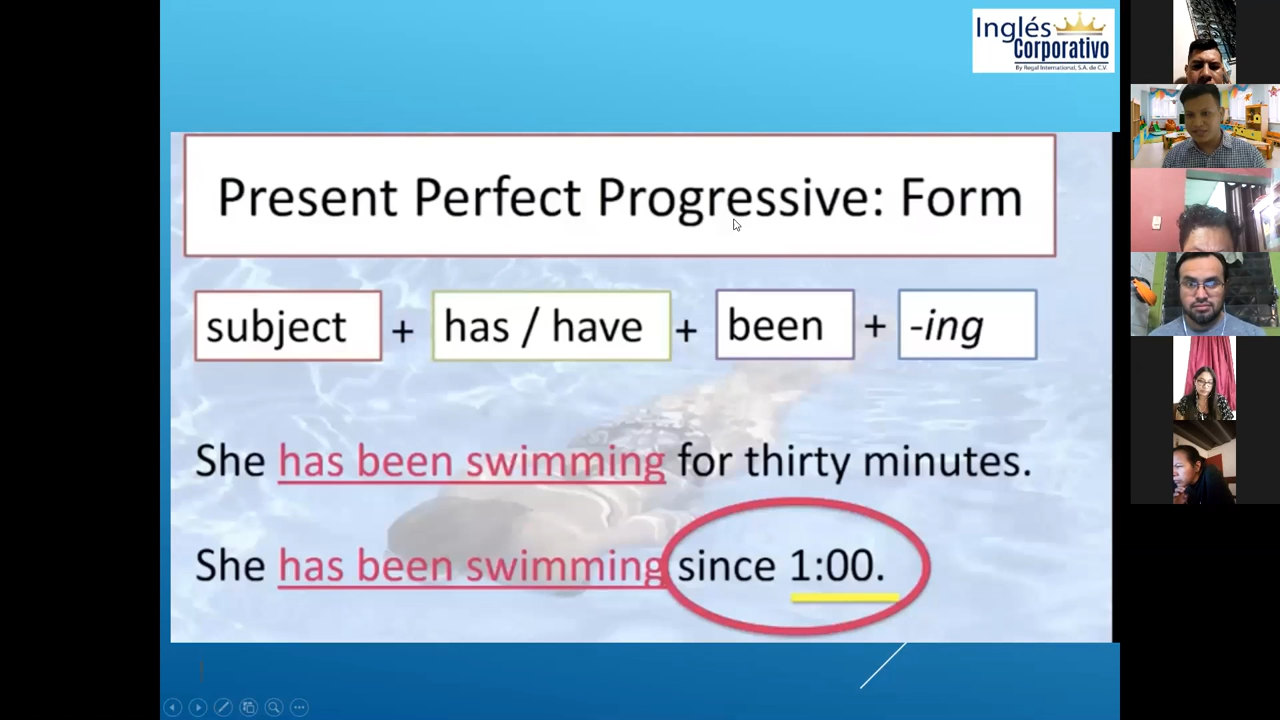 Inglés
Corporativo
By Regal International, S.A. de C.V.
Present Perfect Progressive: Form
subject + has / have + been + -ing
She has been swimming for thirty minutes.
She has been swimming since 1:00.